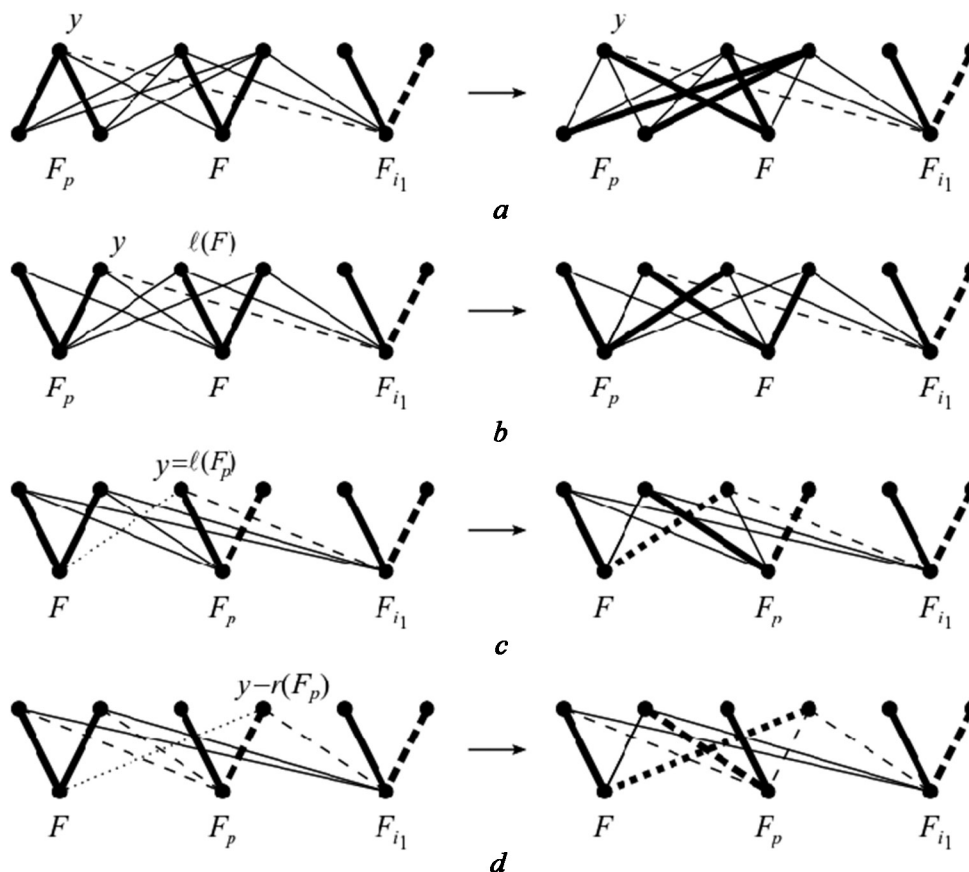 y y
F_p F F_{i_1} F_p F F_{i_1}
a
y ℓ(F)
F_p F F_{i_1} F_p F F_{i_1}
b
y=ℓ(F_p)
F F_p F_{i_1} F F_p F_{i_1}
c
y−r(F_p)
F F_p F_{i_1} F F_p F_{i_1}
d